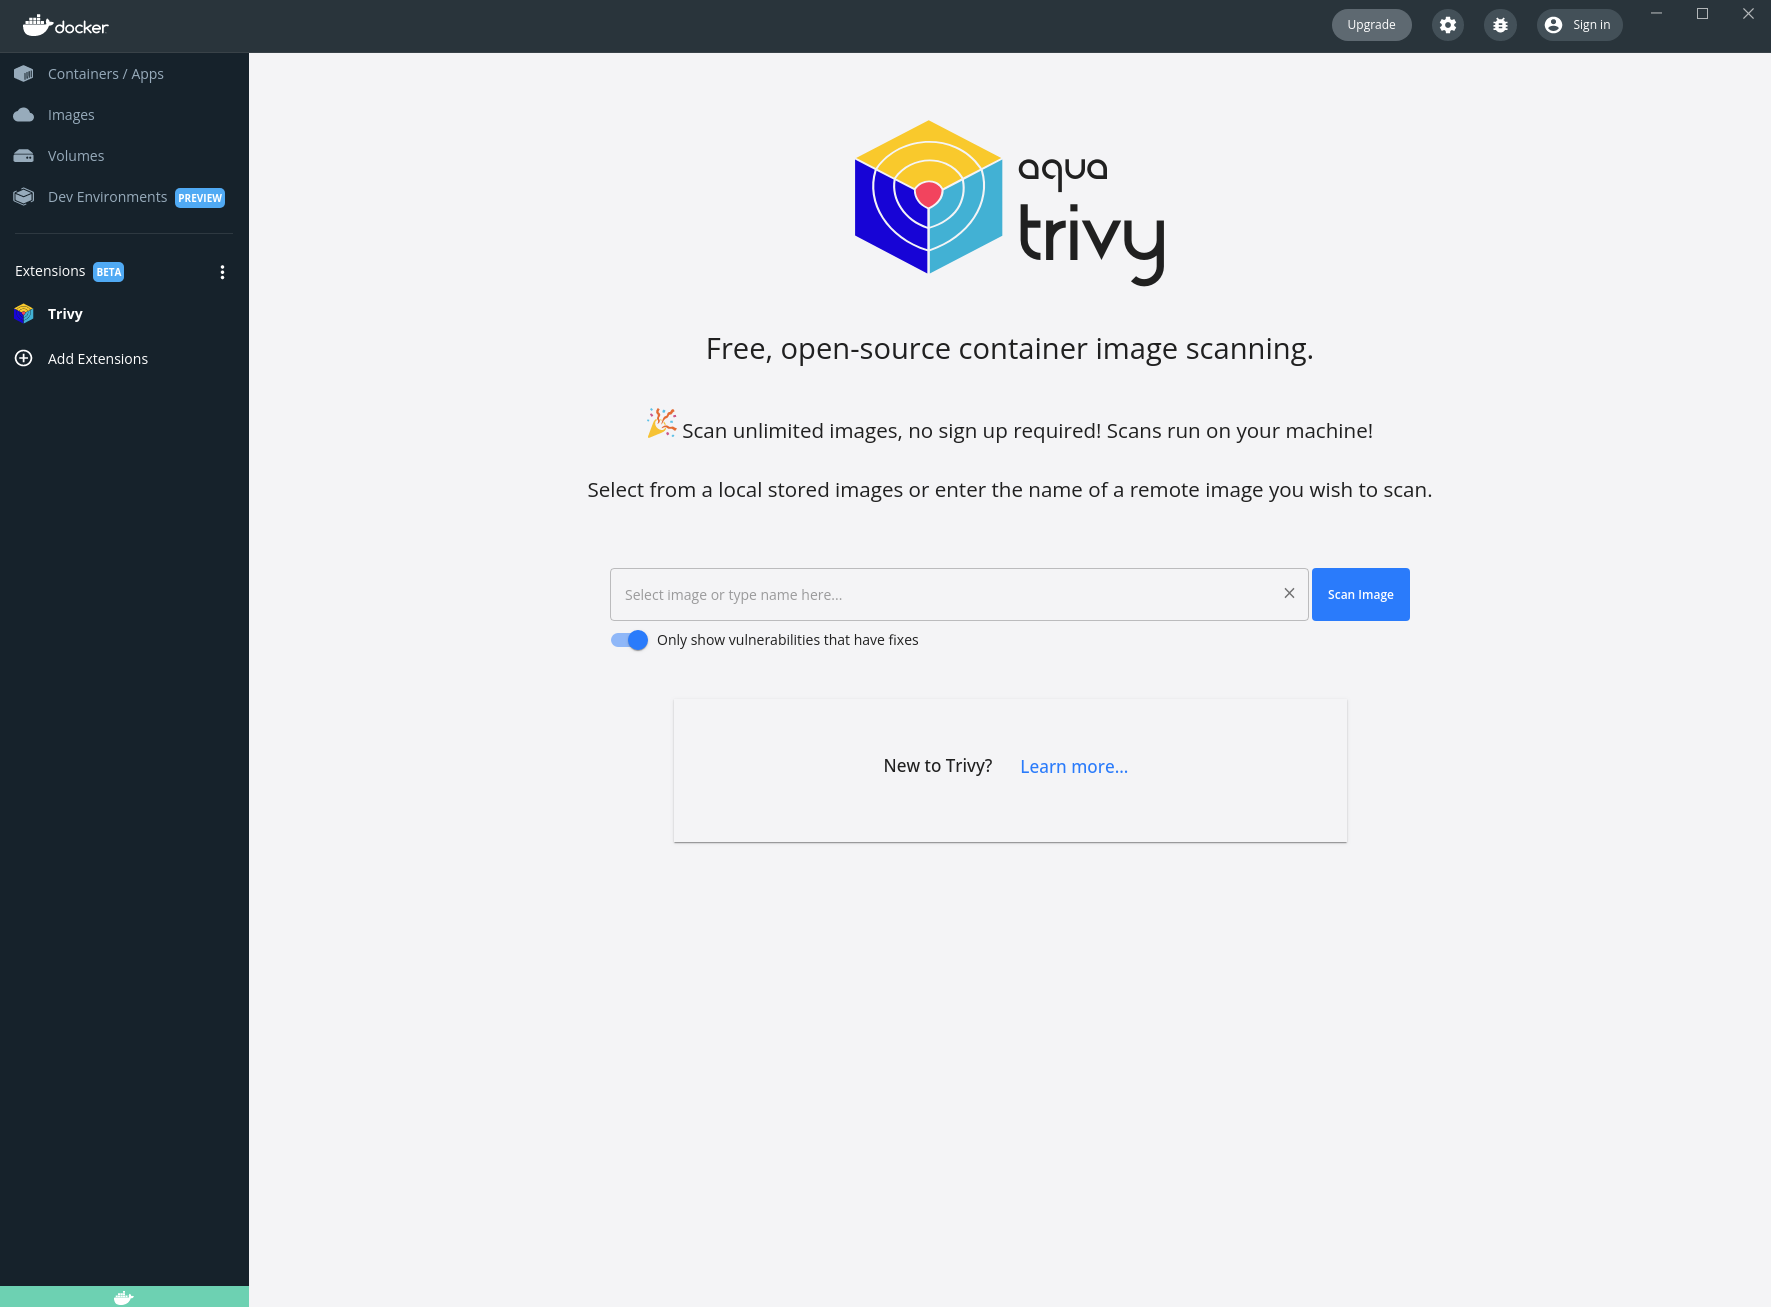 docker
Upgrade
Sign in
Containers / Apps
Images
Volumes
Dev Environments PREVIEW
Extensions BETA
Trivy
Add Extensions
aqua
trivy
Free, open-source container image scanning.
🎉 Scan unlimited images, no sign up required! Scans run on your machine!
Select from a local stored images or enter the name of a remote image you wish to scan.
Select image or type name here...
Scan Image
Only show vulnerabilities that have fixes
New to Trivy? Learn more...